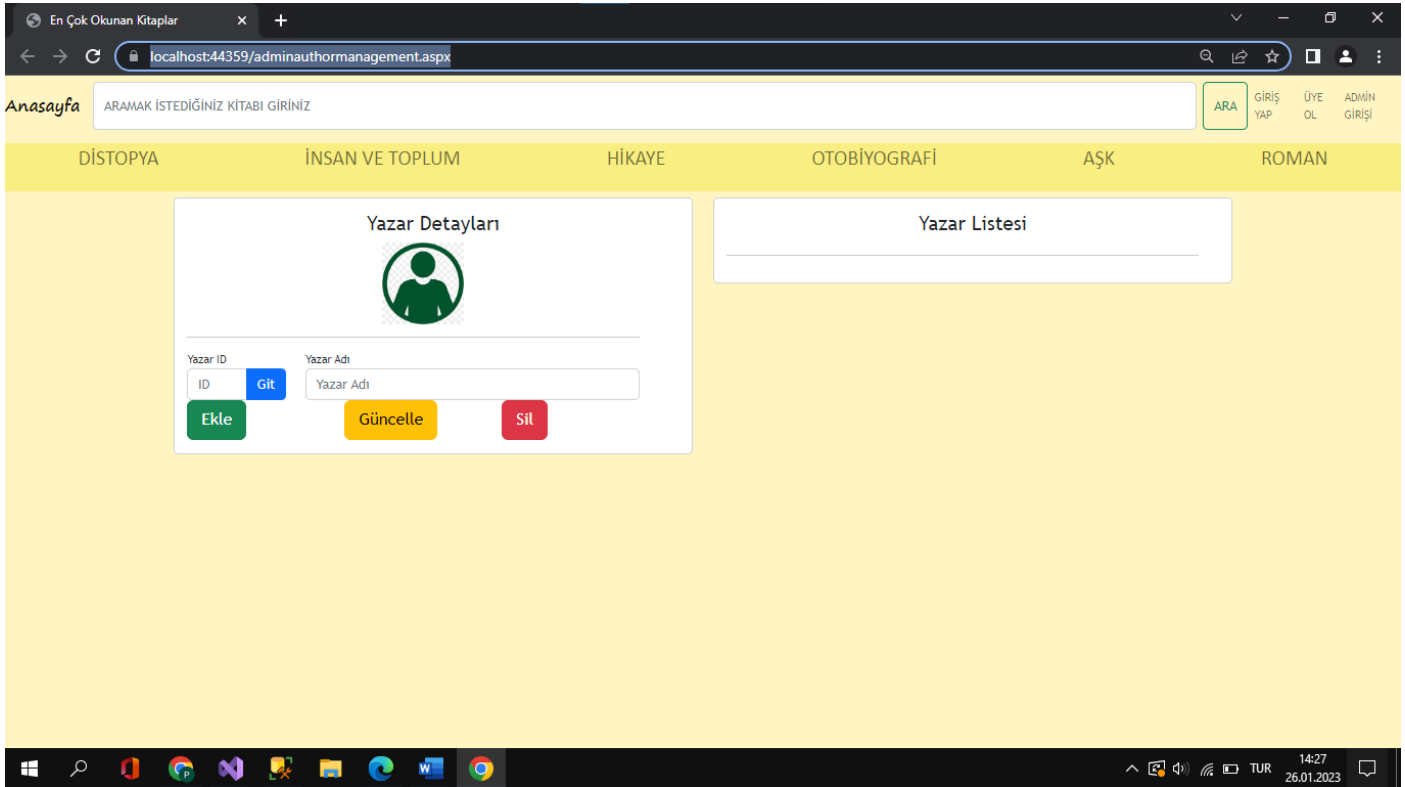 En Çok Okunan Kitaplar
localhost:44359/adminauthormanagement.aspx
Anasayfa ARAMAK İSTEDİĞİNİZ KİTABI GİRİNİZ ARA GİRİŞ YAP ÜYE OL ADMİN GİRİŞİ
DİSTOPYA İNSAN VE TOPLUM HİKAYE OTOBİYOGRAFİ AŞK ROMAN
Yazar Detayları
Yazar ID Yazar Adı
ID Git Yazar Adı
Ekle Güncelle Sil
Yazar Listesi
P W TUR 14:27
26.01.2023